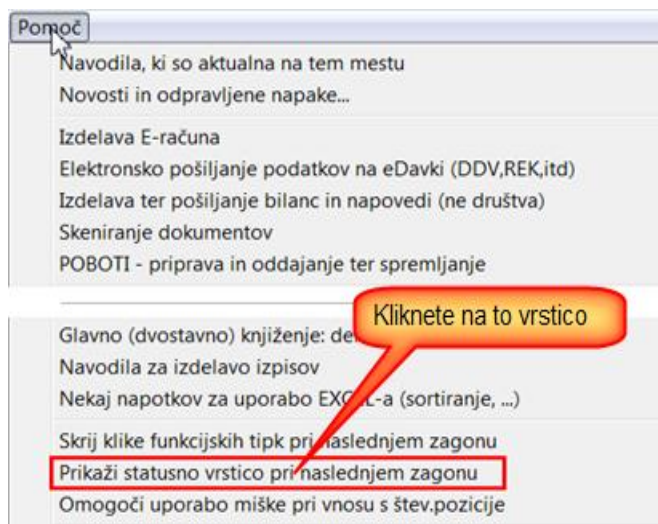 Pomoč
Navodila, ki so aktualna na tem mestu
Novosti in odpravljene napake...
Izdelava E-računa
Elektronsko pošiljanje podatkov na eDavki (DDV,REK,itd)
Izdelava ter pošiljanje bilanc in napovedi (ne društva)
Skeniranje dokumentov
POBOTI - priprava in oddajanje ter spremljanje
Kliknete na to vrstico
Glavno (dvostavno) knjiženje:
Navodila za izdelavo izpisov
Nekaj napotkov za uporabo EXCEL-a (sortiranje, ...)
Skrij klike funkcijskih tipk pri naslednjem zagonu
Prikaži statusno vrstico pri naslednjem zagonu
Omogoči uporabo miške pri vnosu s štev.pozicije